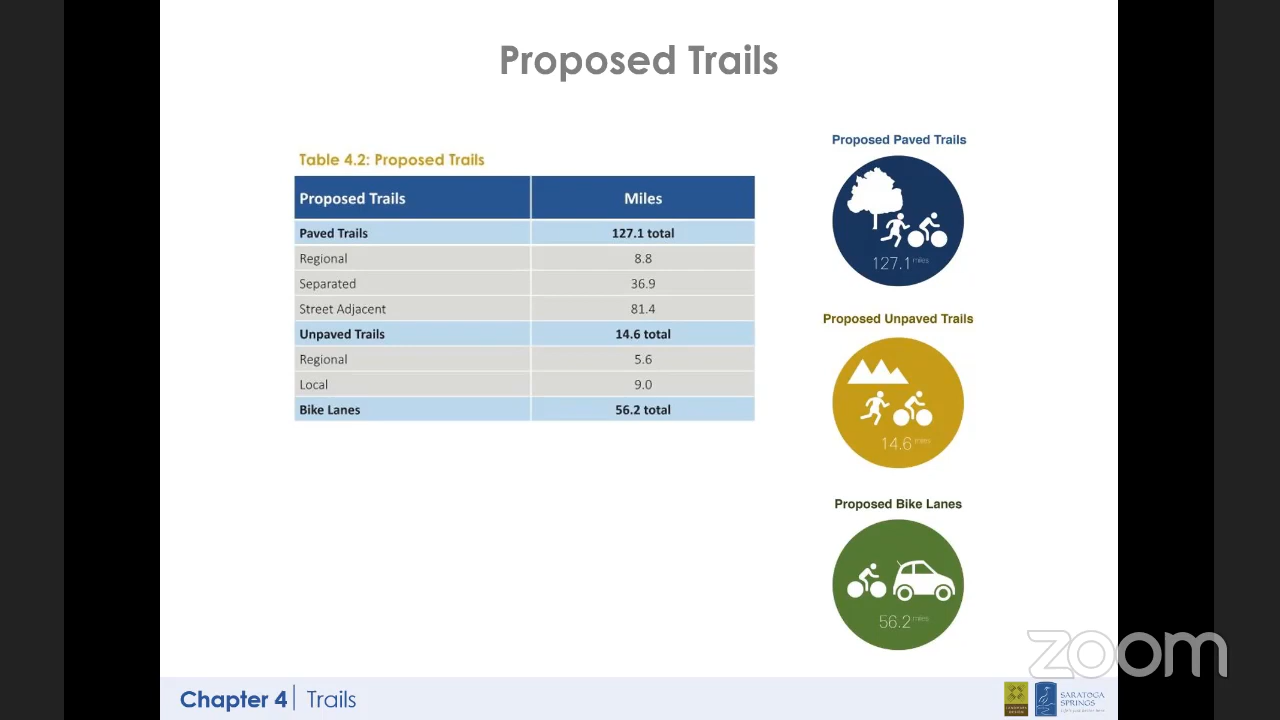 Proposed Trails
Table 4.2: Proposed Trails
Proposed Trails Miles
Paved Trails 127.1 total
Regional 8.8
Separated 36.9
Street Adjacent 81.4
Unpaved Trails 14.6 total
Regional 5.6
Local 9.0
Bike Lanes 56.2 total
Proposed Paved Trails
127.1 miles
Proposed Unpaved Trails
14.6 miles
Proposed Bike Lanes
56.2 miles
zoom
Chapter 4 | Trails
SARATOGA
SPRINGS